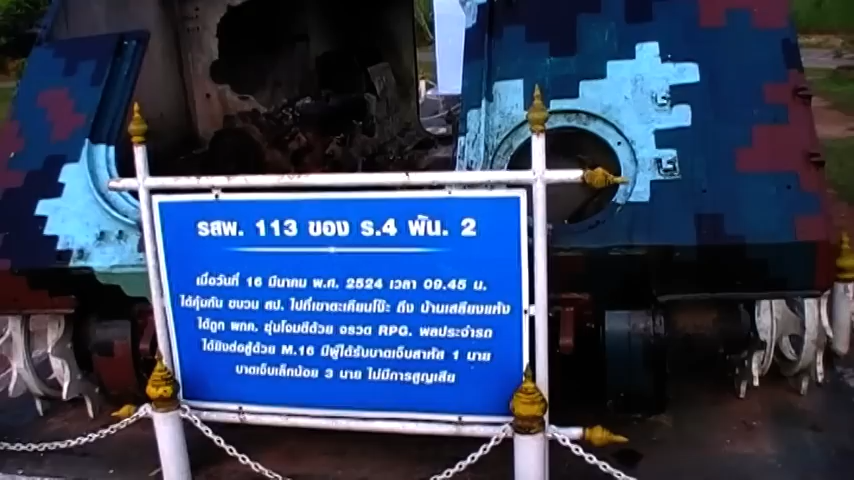 รสพ. 113 ของ ร.4 พัน. 2
เมื่อวันที่ 16 มีนาคม พ.ศ. 2524 เวลา 09.45 น.
ได้คุ้มกัน ขบวน สป. ไปที่เขาตะเคียนโง๊ะ ถึง บ้านเสลียงแห้ง
ได้ถูก ผกค. ซุ่มโจมตีด้วย จรวด RPG. พลประจำรถ
ได้ยิงต่อสู้ด้วย M.16 มีผู้ได้รับบาดเจ็บสาหัส 1 นาย
บาดเจ็บเล็กน้อย 3 นาย ไม่มีการสูญเสีย